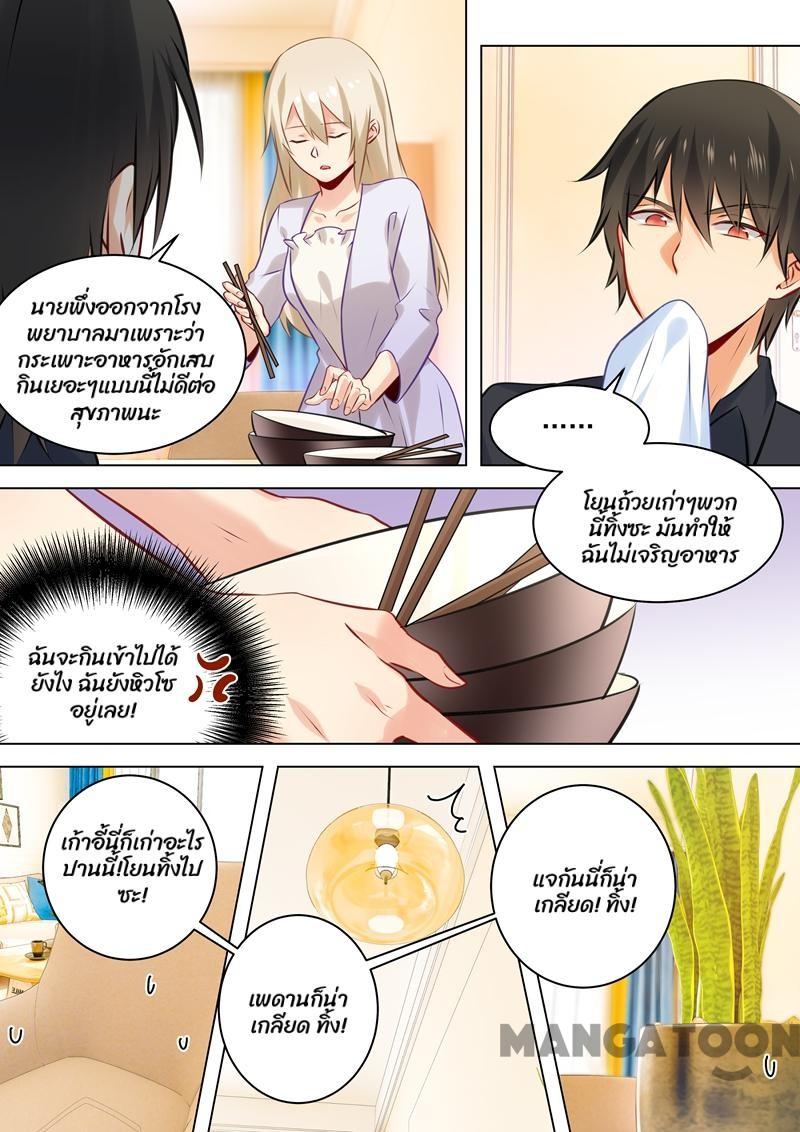 นายพึ่งออกจากโรง
พยาบาลมาเพราะว่า
กระเพาะอาหารอักเสบ
กินเยอะๆแบบนี้ไม่ดีต่อ
สุขภาพนะ
......
โยนถ้วยเก่าๆพวก
นี้ทิ้งซะ มันทำให้
ฉันไม่เจริญอาหาร
ฉันจะกินเข้าไปได้
ยังไง ฉันยังหิวโซ
อยู่เลย!
เก้าอี้นี่ก็เก่าอะไร
ปานนี้!โยนทิ้งไป
ซะ!
เพดานก็น่า
เกลียด ทิ้ง!
แจกันนี่ก็น่า
เกลียด! ทิ้ง!
MANGATOON